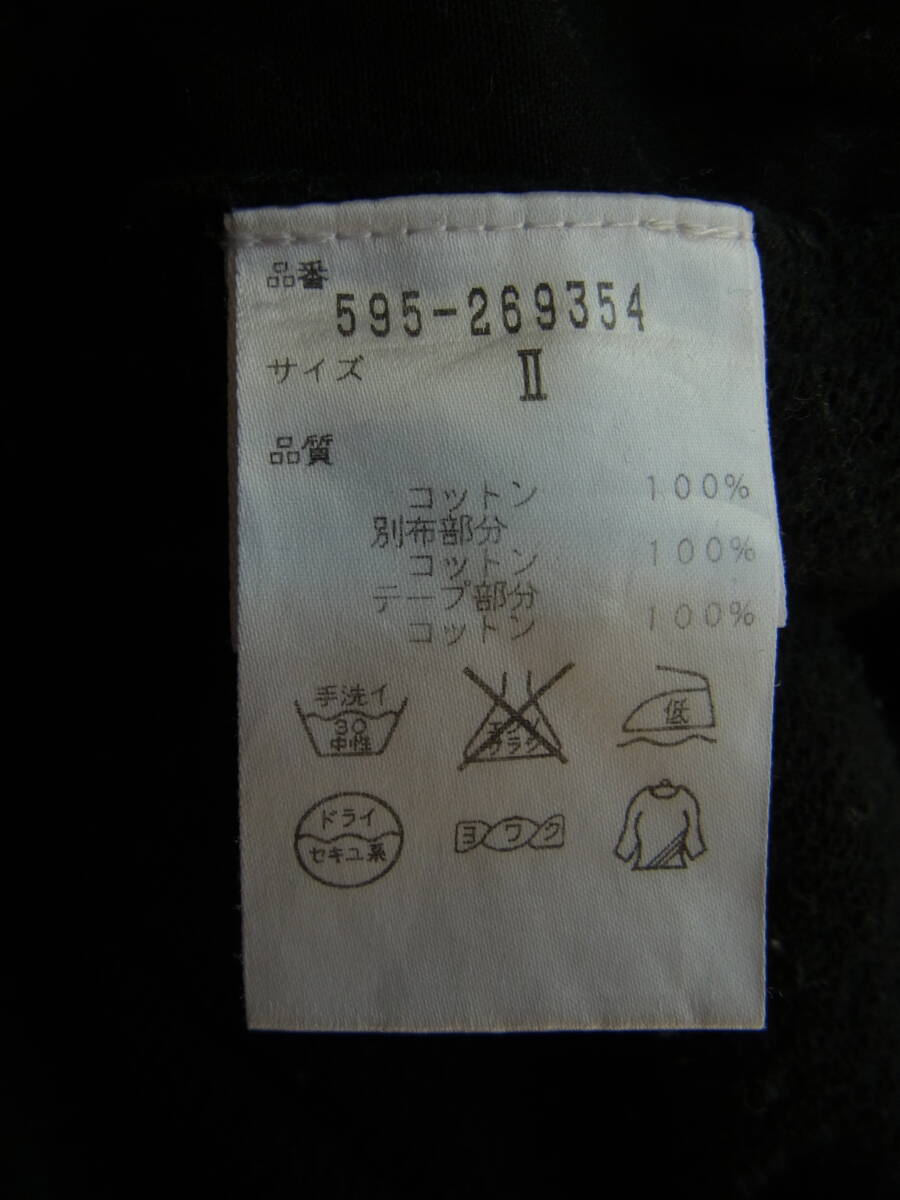 品番
595-269354
サイズ Ⅱ
品質
コットン 100%
別布部分
コットン 100%
テープ部分
コットン 100%
手洗イ
30
中性
エンソ
サラシ
低
ドライ
セキユ系
ヨワク